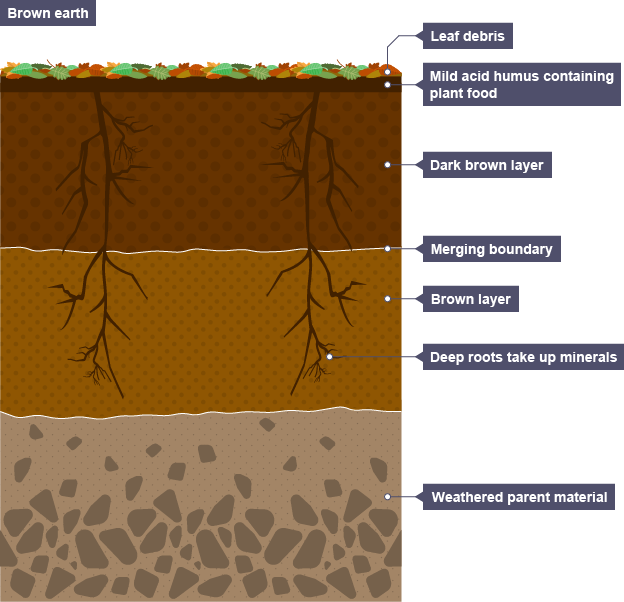 Brown earth
Leaf debris
Mild acid humus containing
plant food
Dark brown layer
Merging boundary
Brown layer
Deep roots take up minerals
Weathered parent material